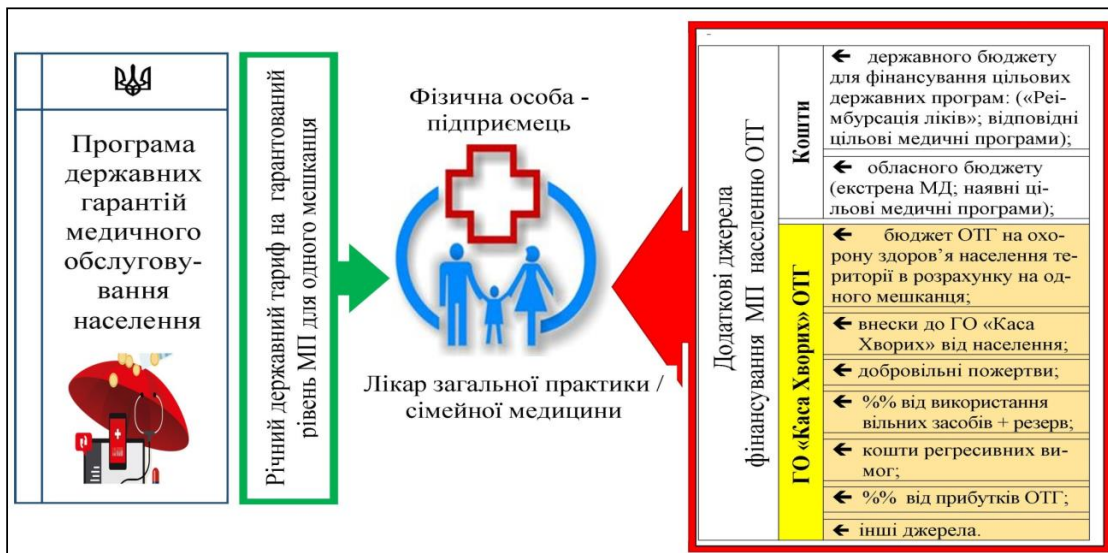 Програма
державних
гарантій
медичного
обслугову-
вання
населення
Річний державний тариф на гарантований
рівень МП для одного мешканця
Фізична особа -
підприємець
Лікар загальної практики /
сімейної медицини
Додаткові джерела
фінансування МП населенню ОТГ
Кошти
🡰 державного бюджету
для фінансування цільових
державних програм: («Реі-
мбурсація ліків»; відповідні
цільові медичні програми);
🡰 обласного бюджету
(екстрена МД; наявні ці-
льові медичні програми);
ГО «Каса Хворих» ОТГ
🡰 бюджет ОТГ на охо-
рону здоров’я населення те-
риторії в розрахунку на од-
ного мешканця;
🡰 внески до ГО «Каса
Хворих» від населення;
🡰 добровільні пожертви;
🡰 %% від використання
вільних засобів + резерв;
🡰 кошти регресивних ви-
мог;
🡰 %% від прибутків ОТГ;
🡰 інші джерела.